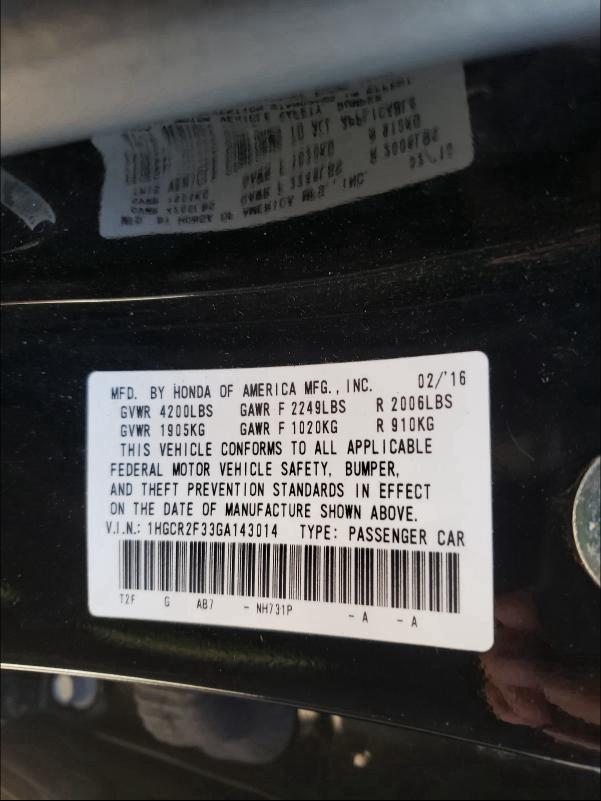 MFD. BY HONDA OF AMERICA MFG., INC. 02/'16
GVWR 4200LBS GAWR F 2249LBS R 2006LBS
GVWR 1905KG GAWR F 1020KG R 910KG
THIS VEHICLE CONFORMS TO ALL APPLICABLE
FEDERAL MOTOR VEHICLE SAFETY, BUMPER,
AND THEFT PREVENTION STANDARDS IN EFFECT
ON THE DATE OF MANUFACTURE SHOWN ABOVE.
V.I.N.: 1HGCR2F33GA143014 TYPE: PASSENGER CAR
T2F G AB7 - NH731P - A - A